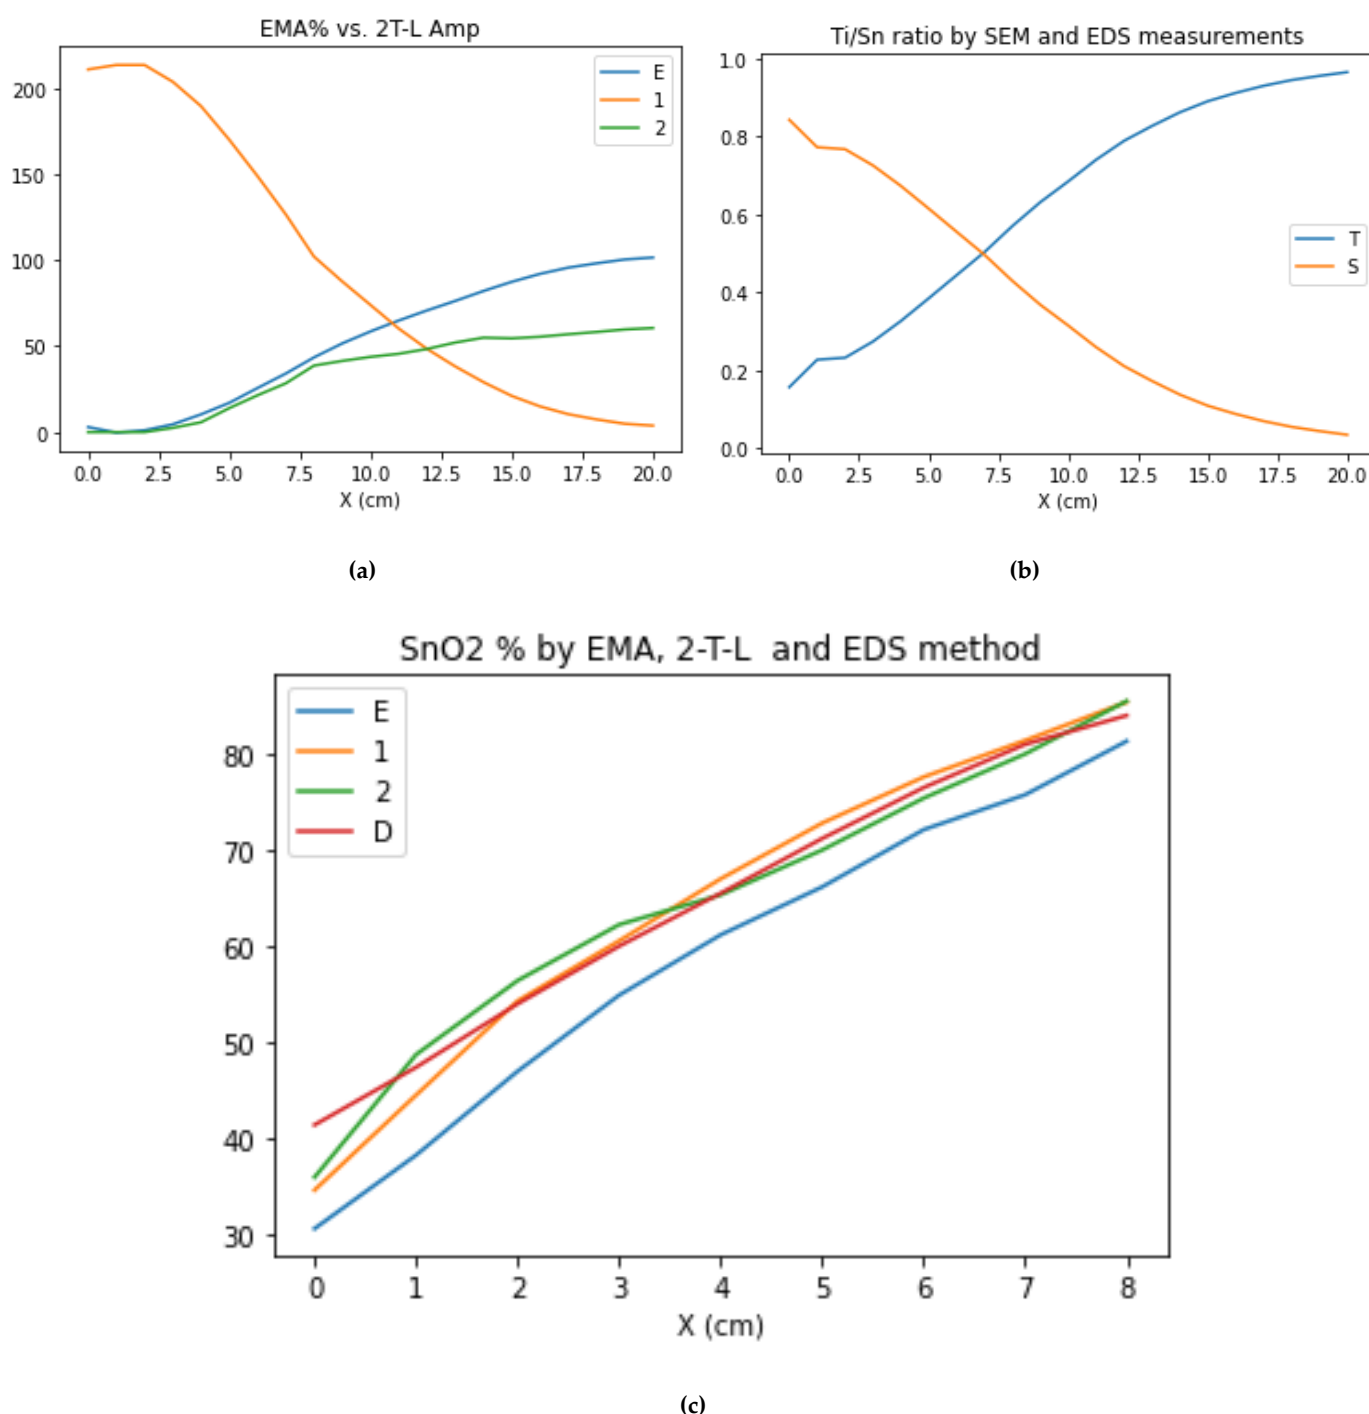 EMA% vs. 2T-L Amp
E
1
2
200
150
100
50
0
0.0 2.5 5.0 7.5 10.0 12.5 15.0 17.5 20.0
X (cm)
(a)
Ti/Sn ratio by SEM and EDS measurements
1.0
0.8
0.6
0.4
0.2
0.0
T
S
0.0 2.5 5.0 7.5 10.0 12.5 15.0 17.5 20.0
X (cm)
(b)
SnO2 % by EMA, 2-T-L and EDS method
E
1
2
D
80
70
60
50
40
30
0 1 2 3 4 5 6 7 8
X (cm)
(c)